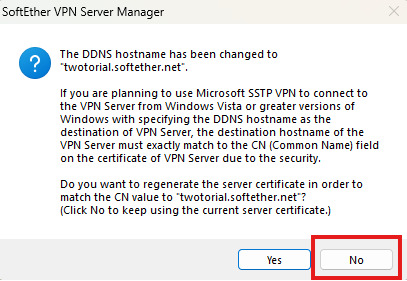 SoftEther VPN Server Manager
The DDNS hostname has been changed to
"twotorial.softether.net".
If you are planning to use Microsoft SSTP VPN to connect to
the VPN Server from Windows Vista or greater versions of
Windows with specifying the DDNS hostname as the
destination of VPN Server, the destination hostname of the
VPN Server must exactly match to the CN (Common Name) field
on the certificate of VPN Server due to the security.
Do you want to regenerate the server certificate in order to
match the CN value to "twotorial.softether.net"?
(Click No to keep using the current server certificate.)
Yes
No